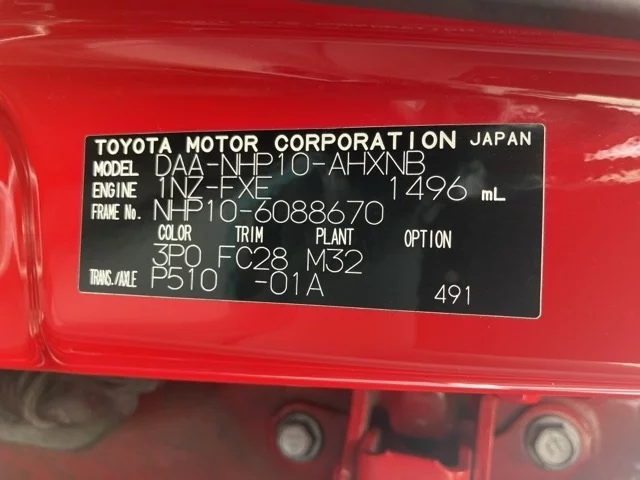 TOYOTA MOTOR CORPORATION JAPAN
MODEL DAA-NHP10-AHXNB
ENGINE 1NZ-FXE 1496 mL
FRAME No. NHP10-6088670
COLOR TRIM PLANT OPTION
3P0 FC28 M32
TRANS./AXLE P510 -01A 491